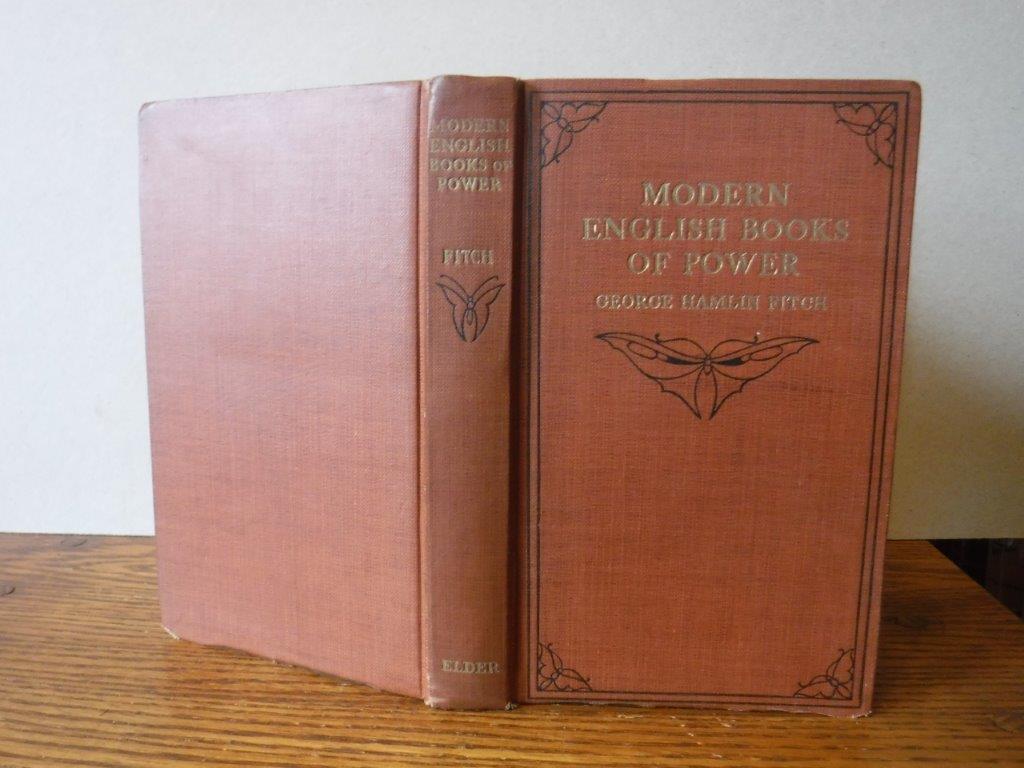 MODERN
ENGLISH
BOOKS OF
POWER
FITCH
ELDER
MODERN
ENGLISH BOOKS
OF POWER
GEORGE HAMLIN FITCH